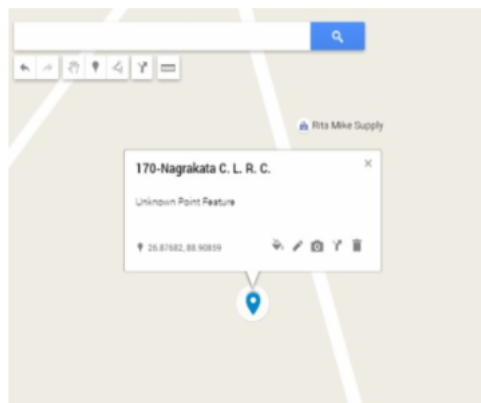 Rita Mike Supply
170-Nagrakata C. L. R. C.
Unknown Point Feature
26.87682, 88.90859